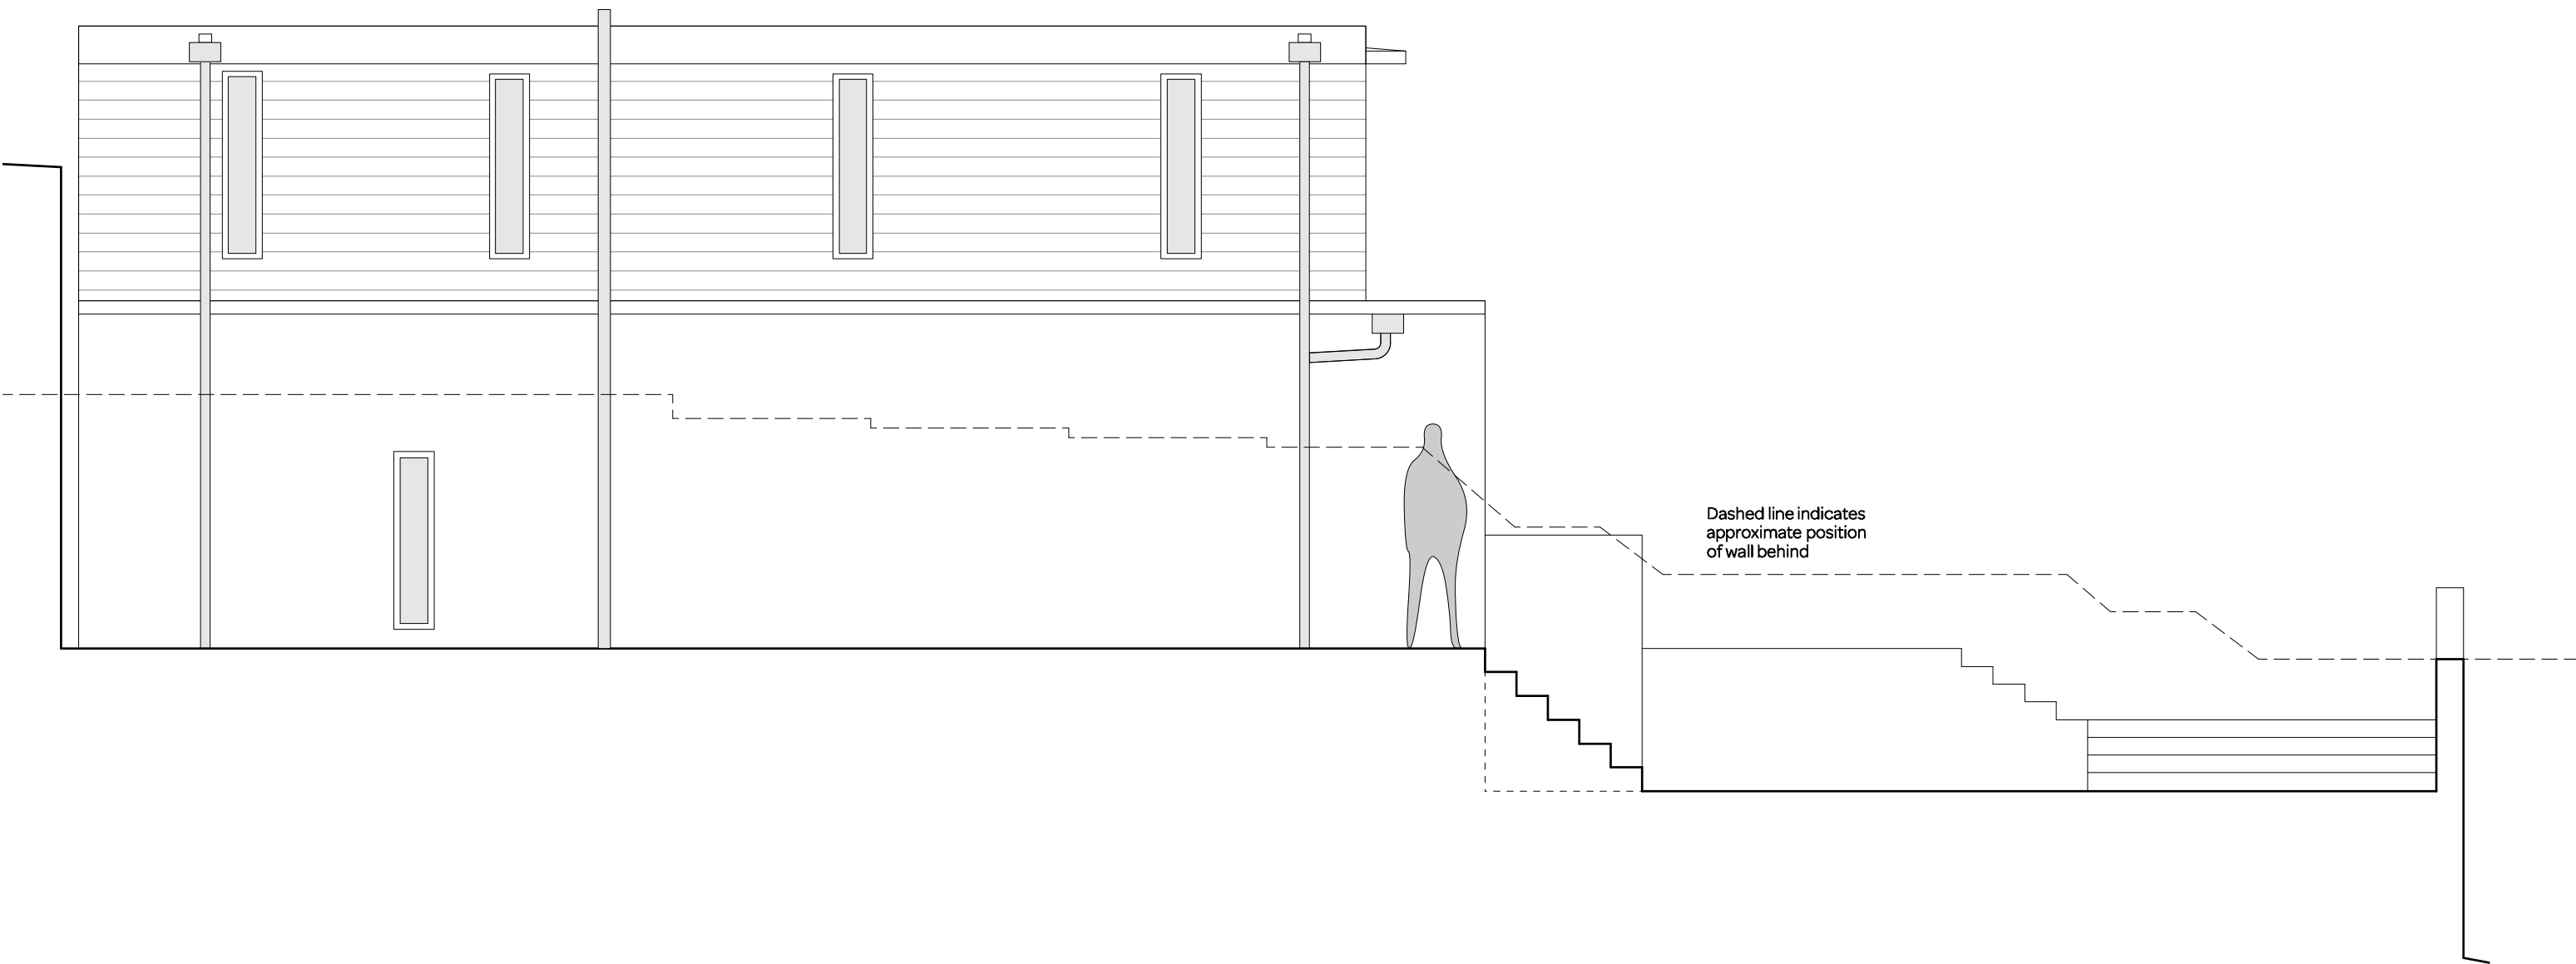 Dashed line indicates
approximate position
of wall behind